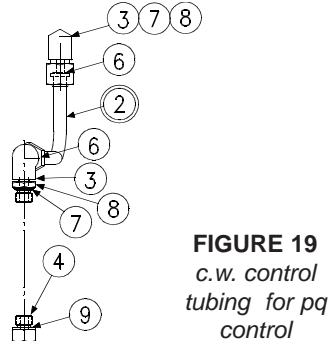 3 7 8
6
2
6
3
8
7
4
9
FIGURE 19
c.w. control
tubing for pq
control